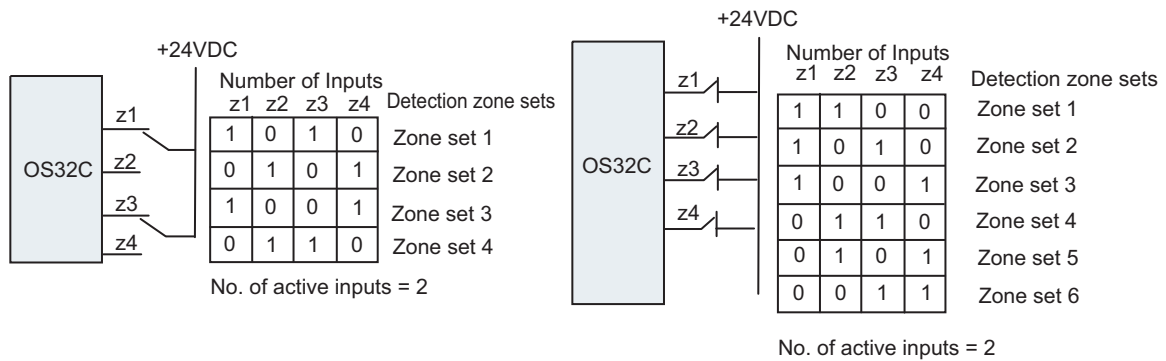 +24VDC
OS32C
z1
z2
z3
z4
Number of Inputs
z1 z2 z3 z4 Detection zone sets
1 0 1 0 Zone set 1
0 1 0 1 Zone set 2
1 0 0 1 Zone set 3
0 1 1 0 Zone set 4
No. of active inputs = 2
+24VDC
OS32C
z1
z2
z3
z4
Number of Inputs
z1 z2 z3 z4 Detection zone sets
1 1 0 0 Zone set 1
1 0 1 0 Zone set 2
1 0 0 1 Zone set 3
0 1 1 0 Zone set 4
0 1 0 1 Zone set 5
0 0 1 1 Zone set 6
No. of active inputs = 2